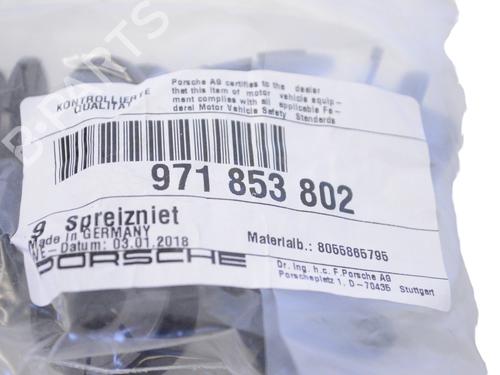 KONTROLLIERTE
QUALITÄT
Porsche AG certifies to the dealer
that this item of motor vehicle equip-
ment complies with all applicable Fe-
deral Motor Vehicle Safety Standards
971 853 802
9 Spreizniet
Made in GERMANY
NE-Datum: 03.01.2018
Materialb.: 8055865795
PORSCHE
Dr. Ing. h.c. F. Porsche AG
Porscheplatz 1, D-70435 Stuttgart
B-PARTS